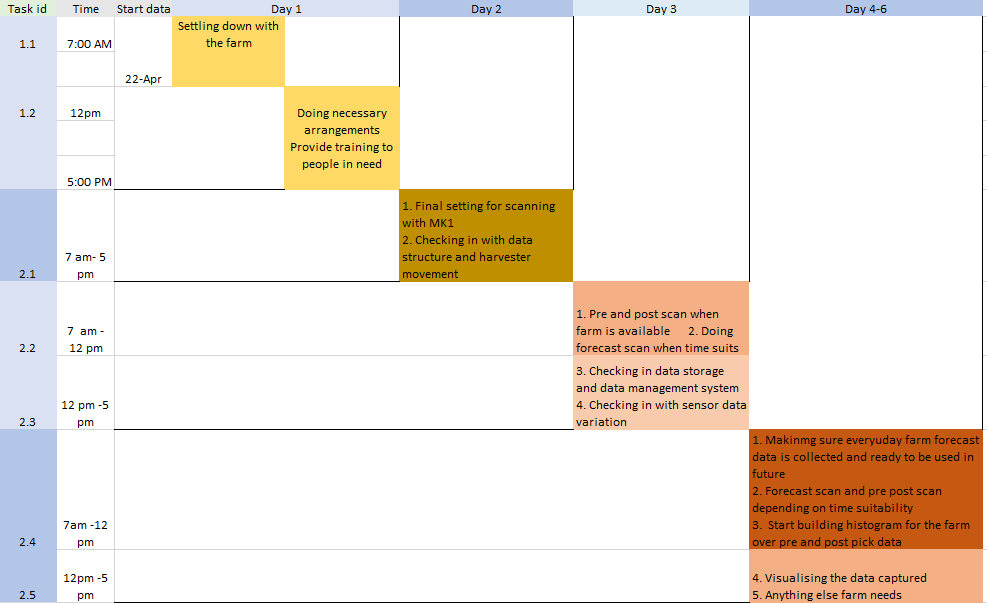 Task id Time Start data Day 1 Day 2 Day 3 Day 4-6
1.1 7:00 AM
22-Apr
Settling down with
the farm
1.2 12pm
5:00 PM
Doing necessary
arrangements
Provide training to
people in need
2.1
7 am- 5
pm
1. Final setting for scanning
with MK1
2. Checking in with data
structure and harvester
movement
2.2
7 am -
12 pm
1. Pre and post scan when
farm is available 2. Doing
forecast scan when time suits
2.3
12 pm -5
pm
3. Checking in data storage
and data management system
4. Checking in with sensor data
variation
2.4
7am -12
pm
1. Makinmg sure everyuday farm forecast
data is collected and ready to be used in
future
2. Forecast scan and pre post scan
depending on time suitability
3. Start building histogram for the farm
over pre and post pick data
2.5
12pm -5
pm
4. Visualising the data captured
5. Anything else farm needs